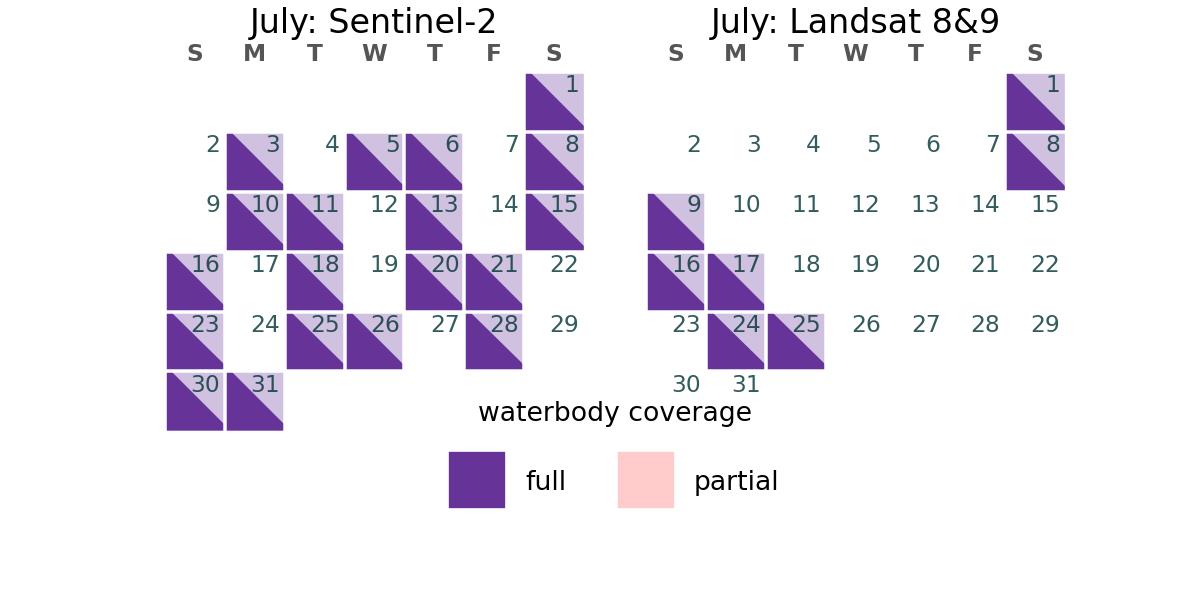 July: Sentinel-2
S M T W T F S
1
2 3 4 5 6 7 8
9 10 11 12 13 14 15
16 17 18 19 20 21 22
23 24 25 26 27 28 29
30 31
July: Landsat 8&9
S M T W T F S
1
2 3 4 5 6 7 8
9 10 11 12 13 14 15
16 17 18 19 20 21 22
23 24 25 26 27 28 29
30 31
waterbody coverage
full partial